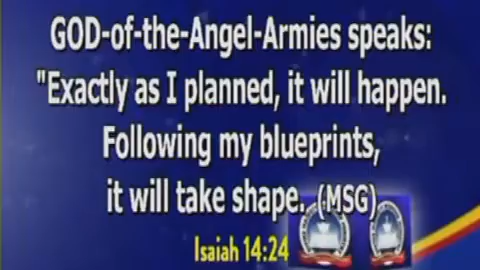 GOD-of-the-Angel-Armies speaks:
"Exactly as I planned, it will happen.
Following my blueprints,
it will take shape. (MSG)
Isaiah 14:24